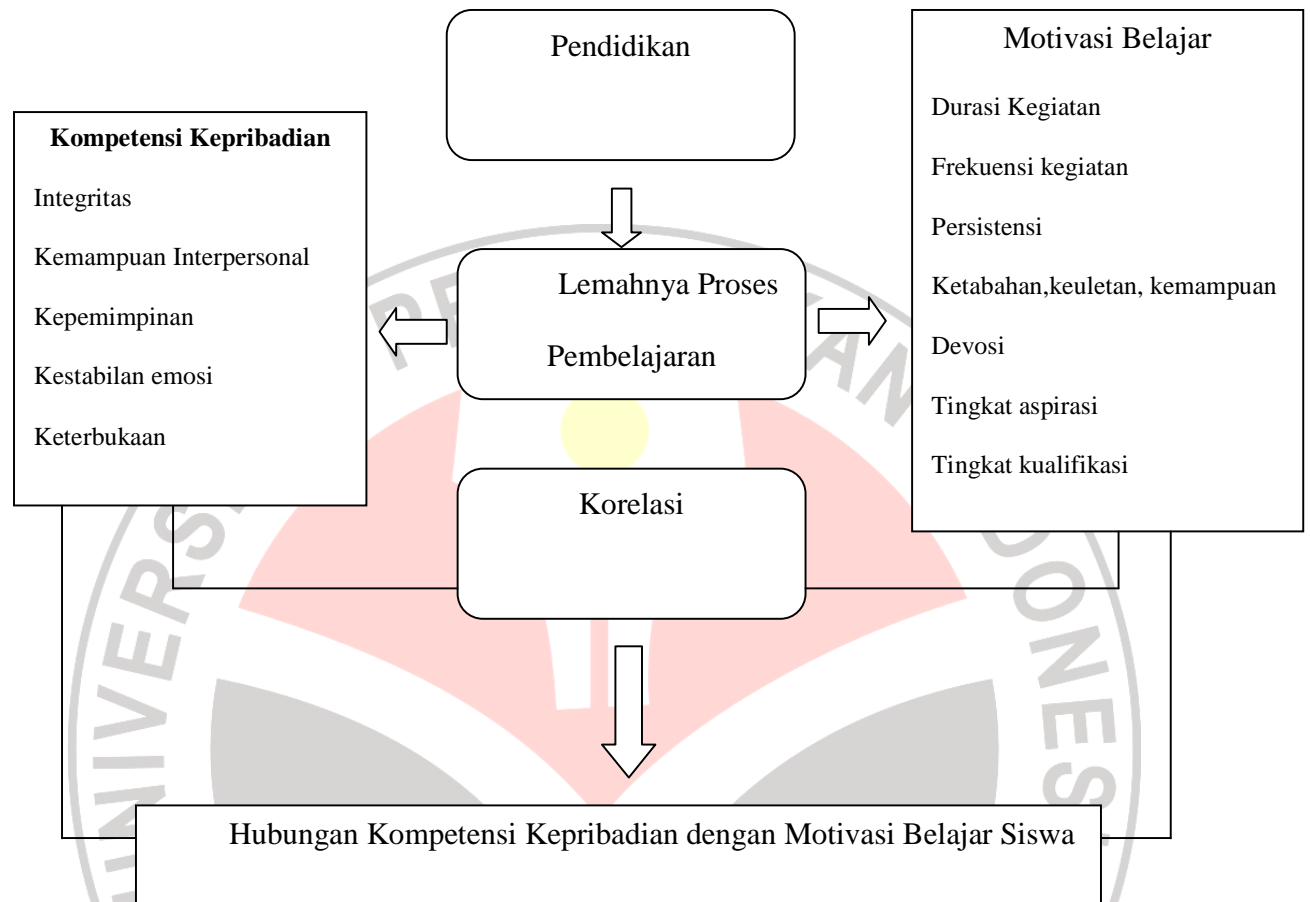 Pendidikan
Kompetensi Kepribadian
Integritas
Kemampuan Interpersonal
Kepemimpinan
Kestabilan emosi
Keterbukaan
Lemahnya Proses
Pembelajaran
Motivasi Belajar
Durasi Kegiatan
Frekuensi kegiatan
Persistensi
Ketabahan,keuletan, kemampuan
Devosi
Tingkat aspirasi
Tingkat kualifikasi
Korelasi
Hubungan Kompetensi Kepribadian dengan Motivasi Belajar Siswa